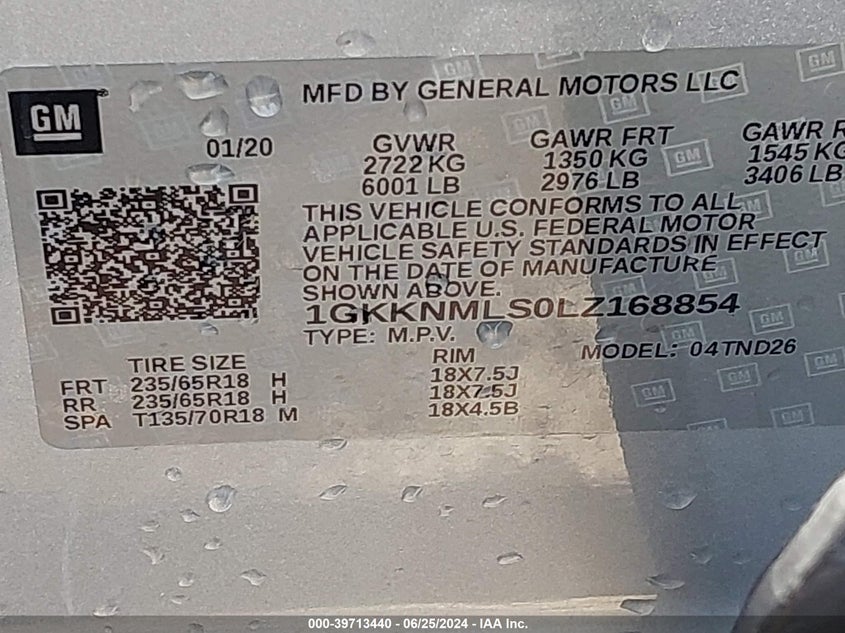 GM
MFD BY GENERAL MOTORS LLC
01/20
GVWR GAWR FRT GAWR R
2722 KG 1350 KG 1545 KG
6001 LB 2976 LB 3406 LB
THIS VEHICLE CONFORMS TO ALL
APPLICABLE U.S. FEDERAL MOTOR
VEHICLE SAFETY STANDARDS IN EFFECT
ON THE DATE OF MANUFACTURE
SHOWN ABOVE.
1GKKNMLS0LZ168854
TYPE: M.P.V. MODEL: 04TND26
TIRE SIZE RIM
FRT 235/65R18 H 18X7.5J
RR 235/65R18 H 18X7.5J
SPA T135/70R18 M 18X4.5B
000-39713440 - 06/25/2024 - IAA Inc.